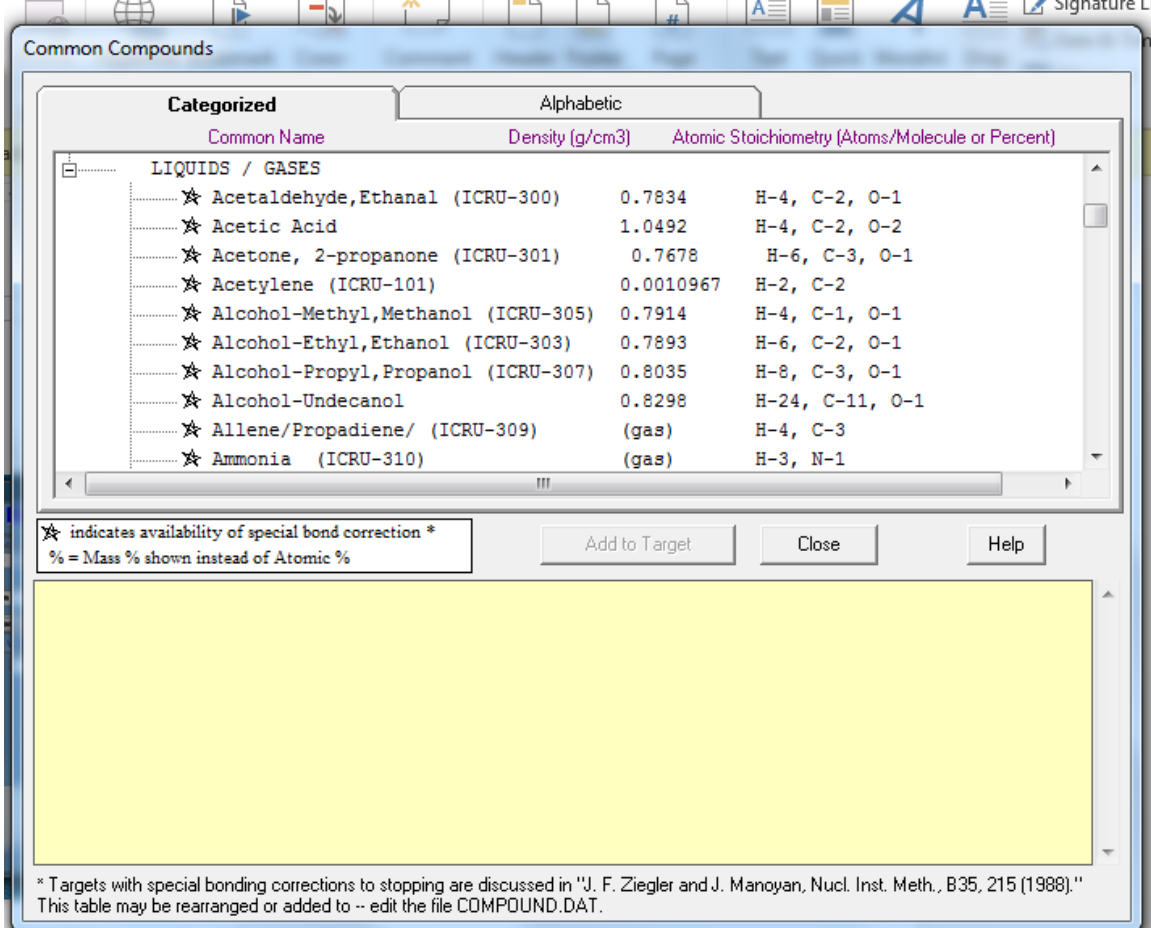 Signature L
Common Compounds
Categorized Alphabetic
Common Name Density (g/cm3) Atomic Stoichiometry (Atoms/Molecule or Percent)
LIQUIDS / GASES
Acetaldehyde,Ethanal (ICRU-300) 0.7834 H-4, C-2, O-1
Acetic Acid 1.0492 H-4, C-2, O-2
Acetone, 2-propanone (ICRU-301) 0.7678 H-6, C-3, O-1
Acetylene (ICRU-101) 0.0010967 H-2, C-2
Alcohol-Methyl,Methanol (ICRU-305) 0.7914 H-4, C-1, O-1
Alcohol-Ethyl,Ethanol (ICRU-303) 0.7893 H-6, C-2, O-1
Alcohol-Propyl,Propanol (ICRU-307) 0.8035 H-8, C-3, O-1
Alcohol-Undecanol 0.8298 H-24, C-11, O-1
Allene/Propadiene/ (ICRU-309) (gas) H-4, C-3
Ammonia (ICRU-310) (gas) H-3, N-1
indicates availability of special bond correction *
% = Mass % shown instead of Atomic %
Add to Target Close Help
* Targets with special bonding corrections to stopping are discussed in "J. F. Ziegler and J. Manoyan, Nucl. Inst. Meth., B35, 215 (1988)."
This table may be rearranged or added to -- edit the file COMPOUND.DAT.